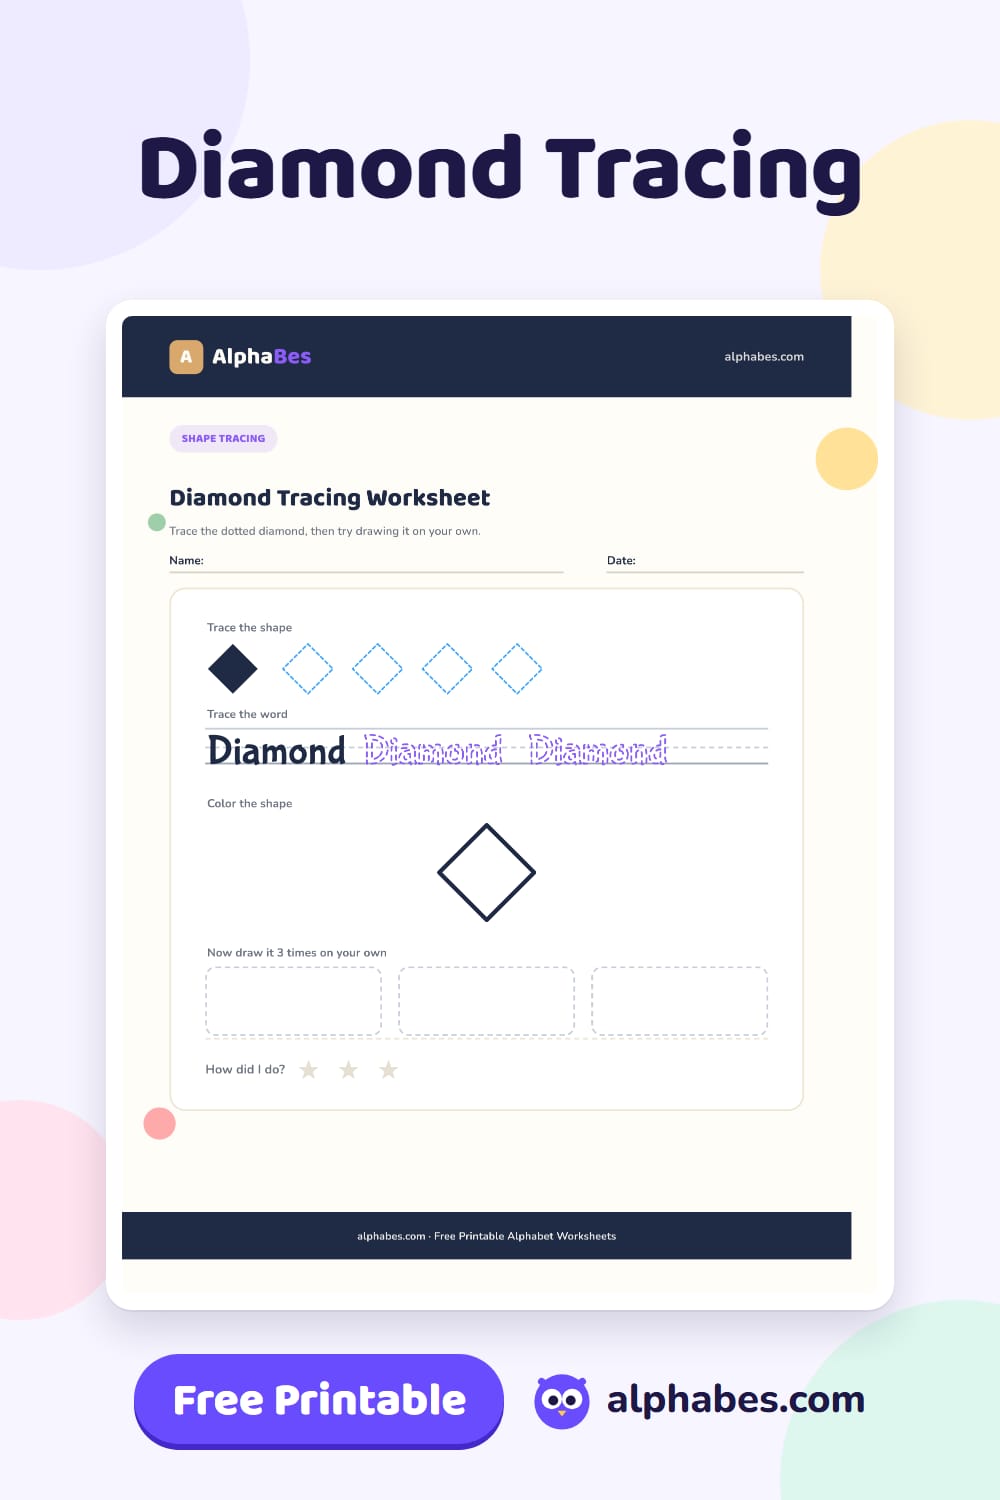 Diamond Tracing
A AlphaBes
alphabes.com
SHAPE TRACING
Diamond Tracing Worksheet
Trace the dotted diamond, then try drawing it on your own.
Name: Date:
Trace the shape
Trace the word
Diamond Diamond Diamond
Color the shape
Now draw it 3 times on your own
How did I do?
alphabes.com · Free Printable Alphabet Worksheets
Free Printable
alphabes.com